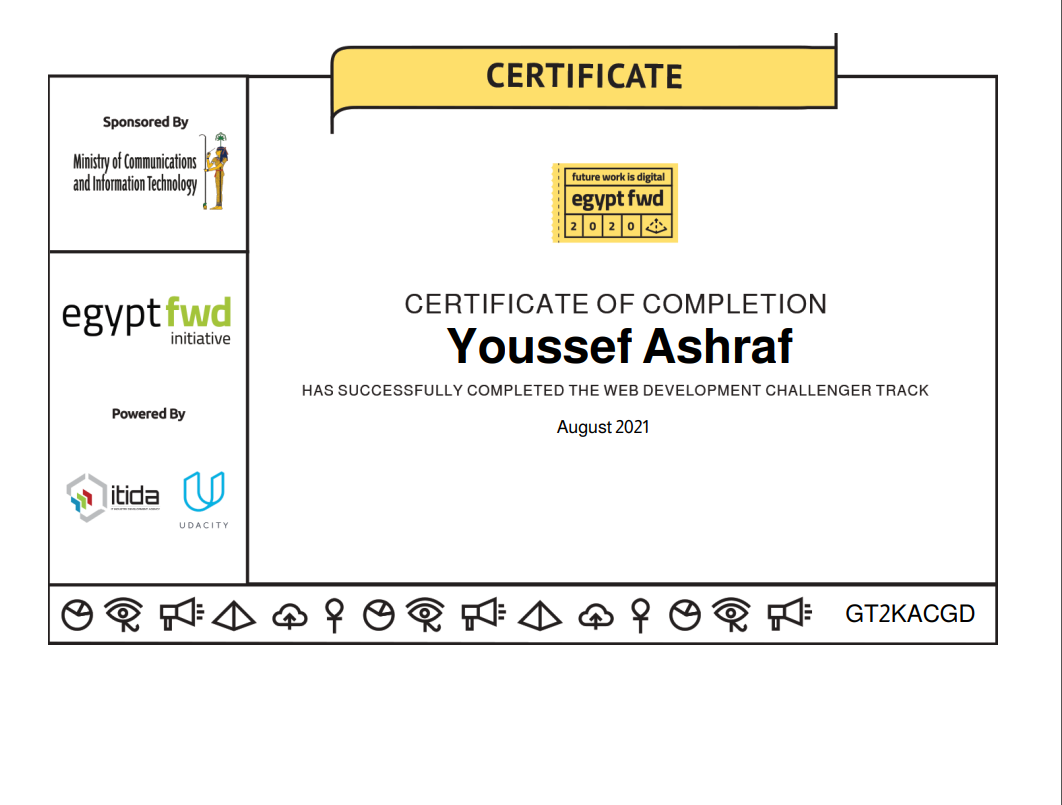 CERTIFICATE
Sponsored By
Ministry of Communications
and Information Technology
egypt fwd
initiative
Powered By
itida
UDACITY
future work is digital
egypt fwd
2 0 2 0
CERTIFICATE OF COMPLETION
Youssef Ashraf
HAS SUCCESSFULLY COMPLETED THE WEB DEVELOPMENT CHALLENGER TRACK
August 2021
GT2KACGD